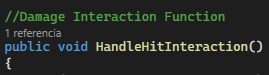 //Damage Interaction Function
1 referencia
public void HandleHitInteraction()
{